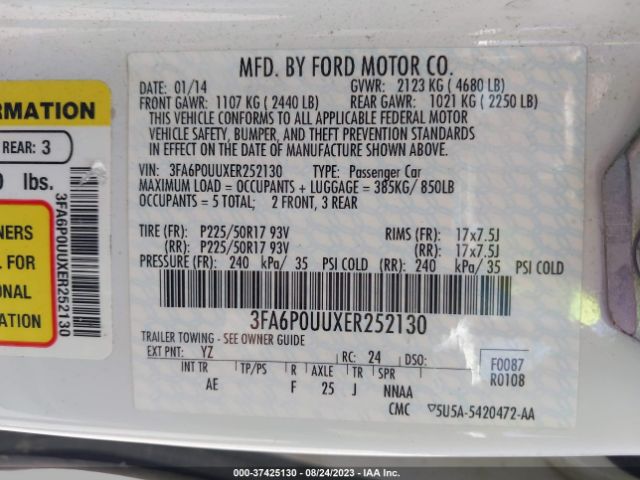 MFD. BY FORD MOTOR CO.
DATE: 01/14 GVWR: 2123 KG ( 4680 LB)
FRONT GAWR: 1107 KG ( 2440 LB) REAR GAWR: 1021 KG ( 2250 LB)
THIS VEHICLE CONFORMS TO ALL APPLICABLE FEDERAL MOTOR
VEHICLE SAFETY, BUMPER, AND THEFT PREVENTION STANDARDS
IN EFFECT ON THE DATE OF MANUFACTURE SHOWN ABOVE.
VIN: 3FA6P0UUXER252130 TYPE: Passenger Car
MAXIMUM LOAD = OCCUPANTS + LUGGAGE = 385KG/ 850LB
OCCUPANTS = 5 TOTAL: 2 FRONT, 3 REAR
TIRE (FR): P225/50R17 93V RIMS (FR): 17x7.5J
(RR): P225/50R17 93V (RR): 17x7.5J
PRESSURE (FR): 240 kPa/ 35 PSI COLD (RR): 240 kPa/ 35 PSI COLD
3FA6P0UUXER252130
TRAILER TOWING - SEE OWNER GUIDE
EXT PNT: YZ RC: 24 DSO:
INT TR TP/PS R AXLE TR SPR
AE F 25 J NNAA
F0087
R0108
CMC 5U5A-5420472-AA
FORMATION
REAR: 3
0 lbs.
3FA6P0UUXER252130
NERS
L FOR
ONAL
MATION
000-37425130 - 08/24/2023 - IAA Inc.